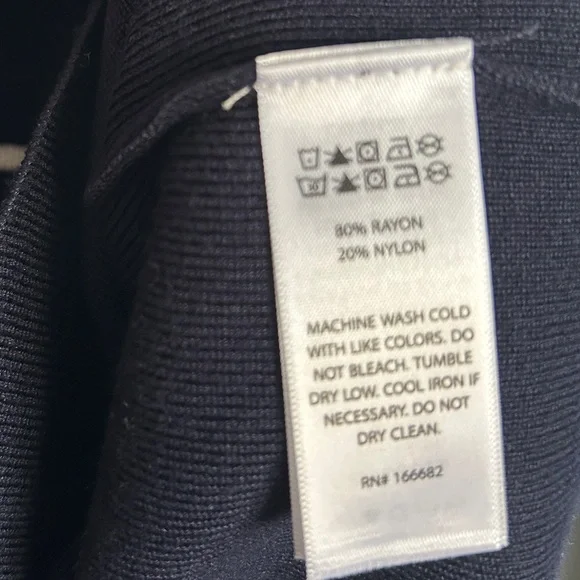 80% RAYON
20% NYLON
MACHINE WASH COLD
WITH LIKE COLORS. DO
NOT BLEACH. TUMBLE
DRY LOW. COOL IRON IF
NECESSARY. DO NOT
DRY CLEAN.
RN# 166682